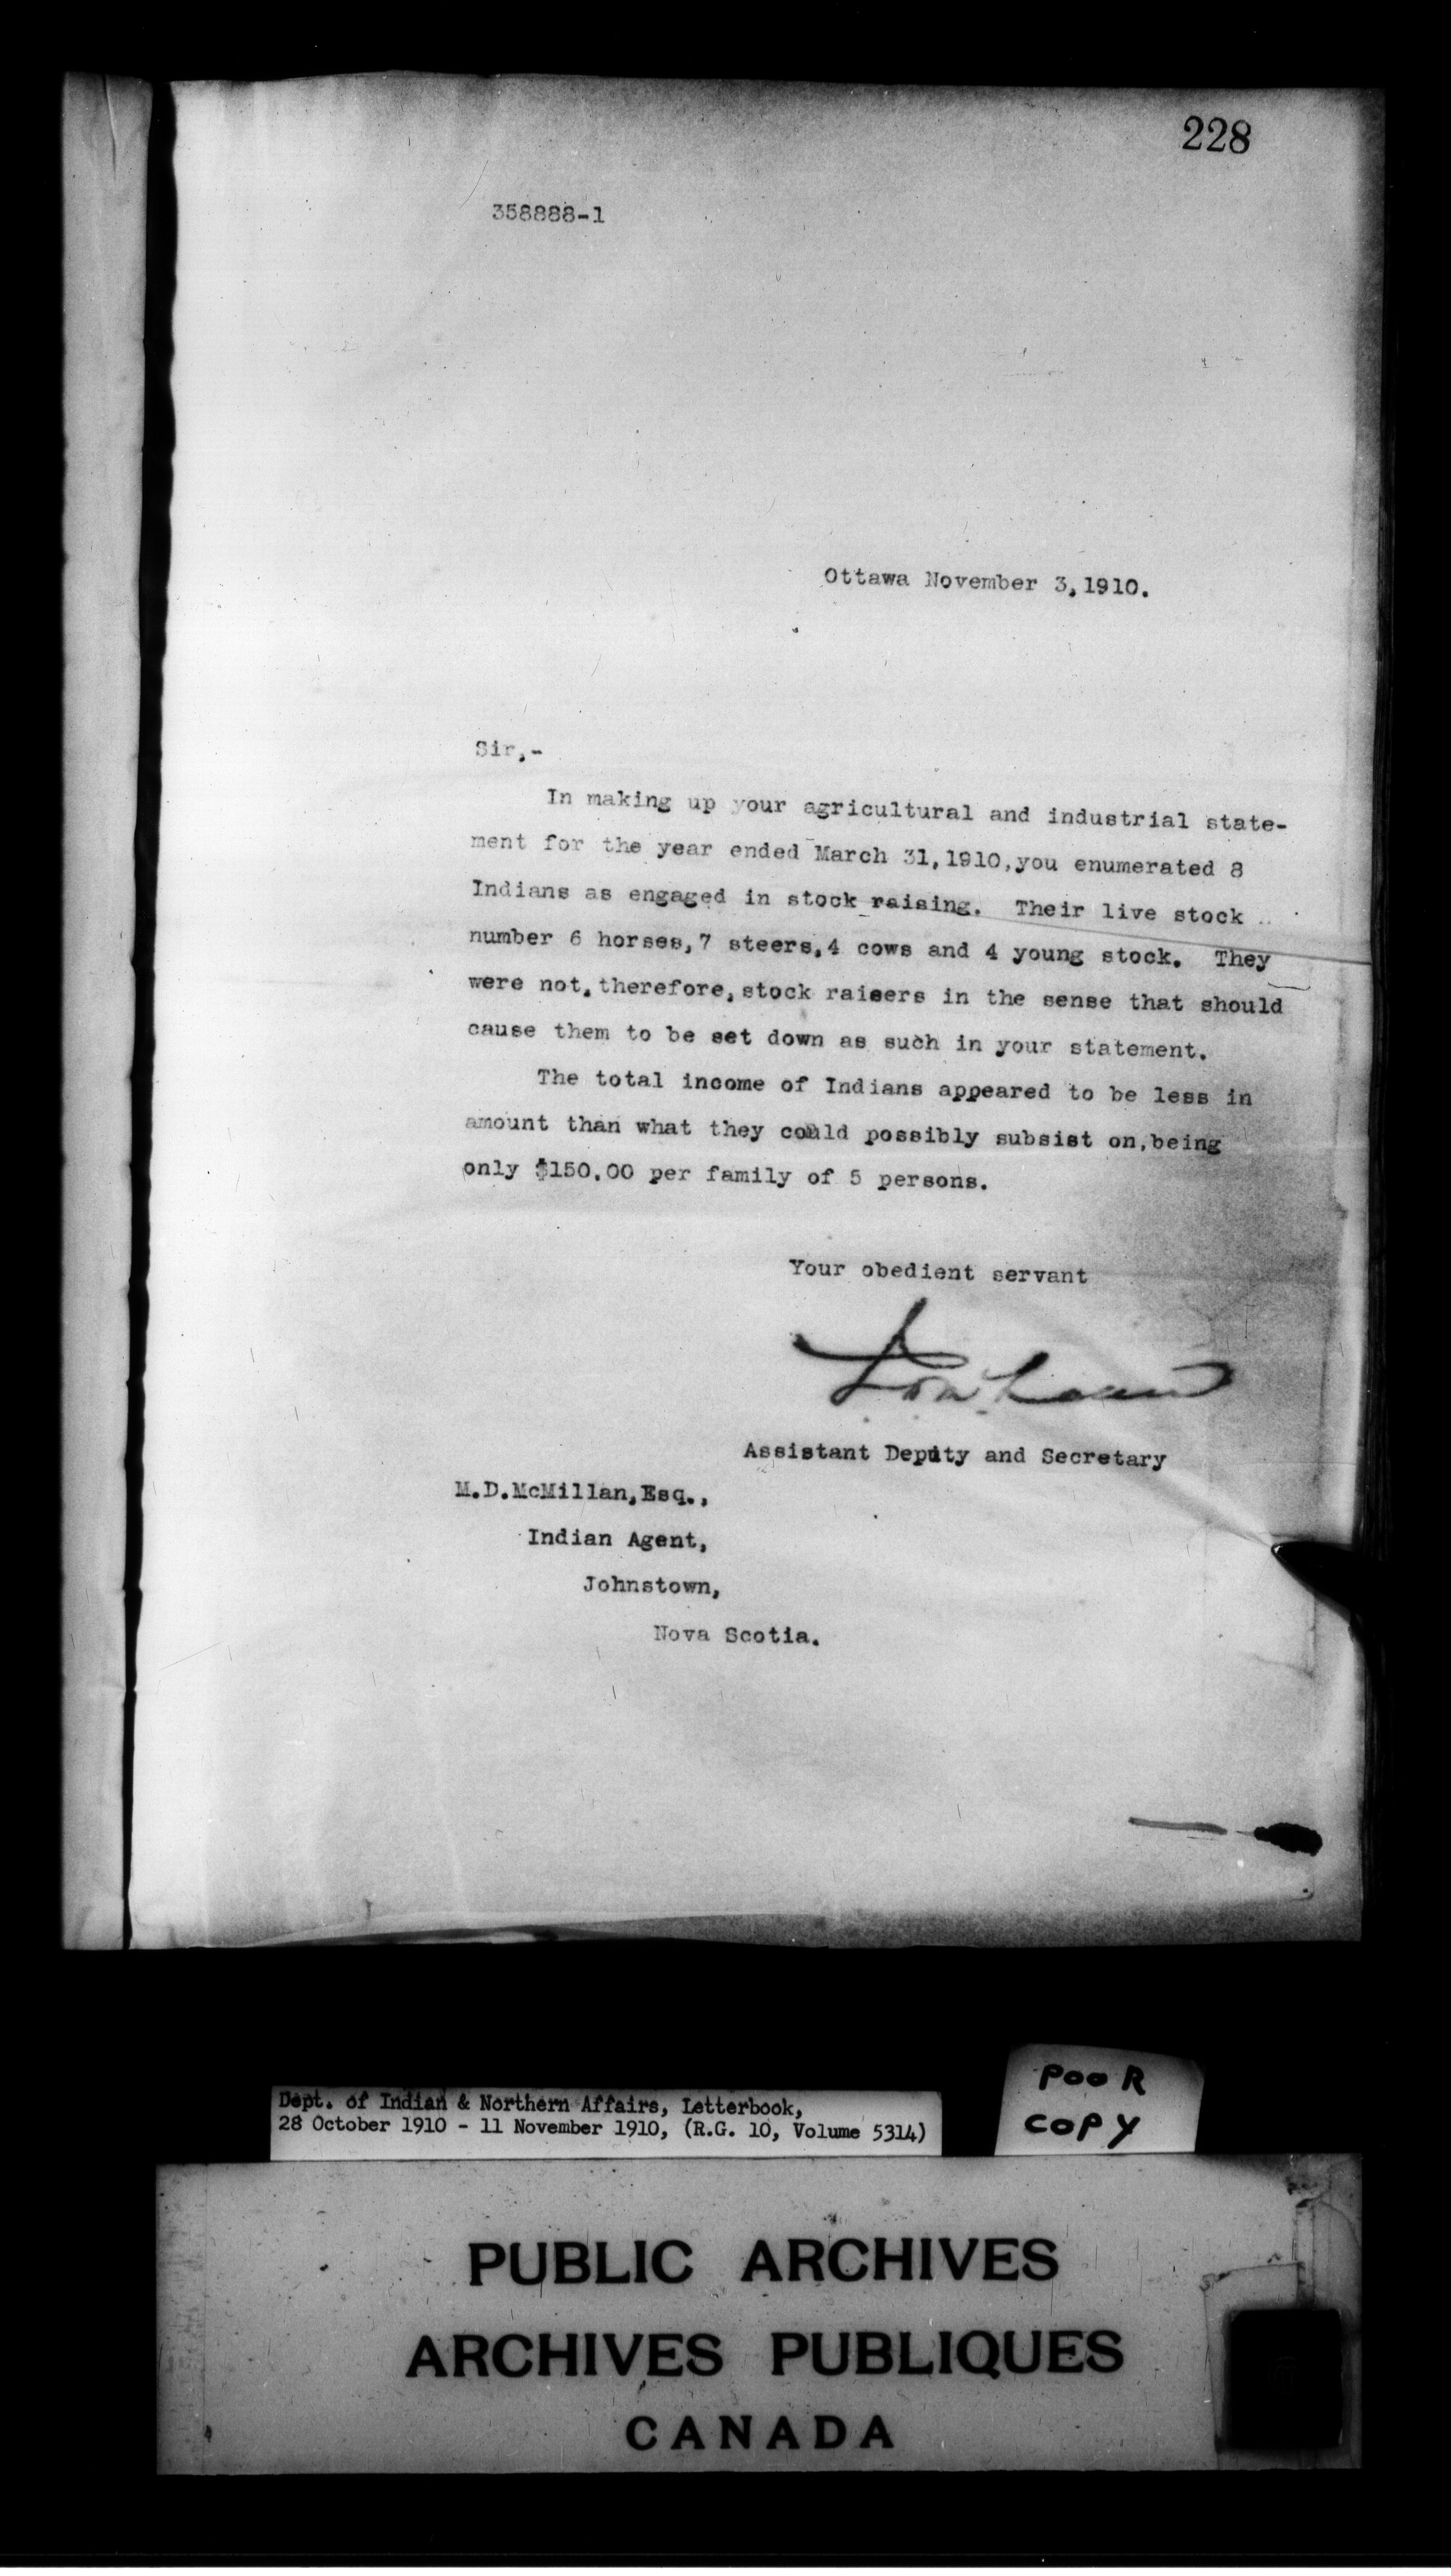 228
358888-1
Ottawa November 3,1910.
Sir,-
In making up your agricultural and industrial state-
ment for the year ended March 31,1910,you enumerated 8
Indians as engaged in stock raising. Their live stock
number 6 horses,7 steers,4 cows and 4 young stock. They
were not,therefore,stock raisers in the sense that should
cause them to be set down as such in your statement.
The total income of Indians appeared to be less in
amount than what they could possibly subsist on,being
only $150.00 per family of 5 persons.
Your obedient servant
Assistant Deputy and Secretary
M.D.McMillan,Esq.,
Indian Agent,
Johnstown,
Nova Scotia.
Dept. of Indian & Northern Affairs, Letterbook,
28 October 1910 - 11 November 1910, (R.G. 10, Volume 5314)
POOR
COPY
PUBLIC ARCHIVES
ARCHIVES PUBLIQUES
CANADA